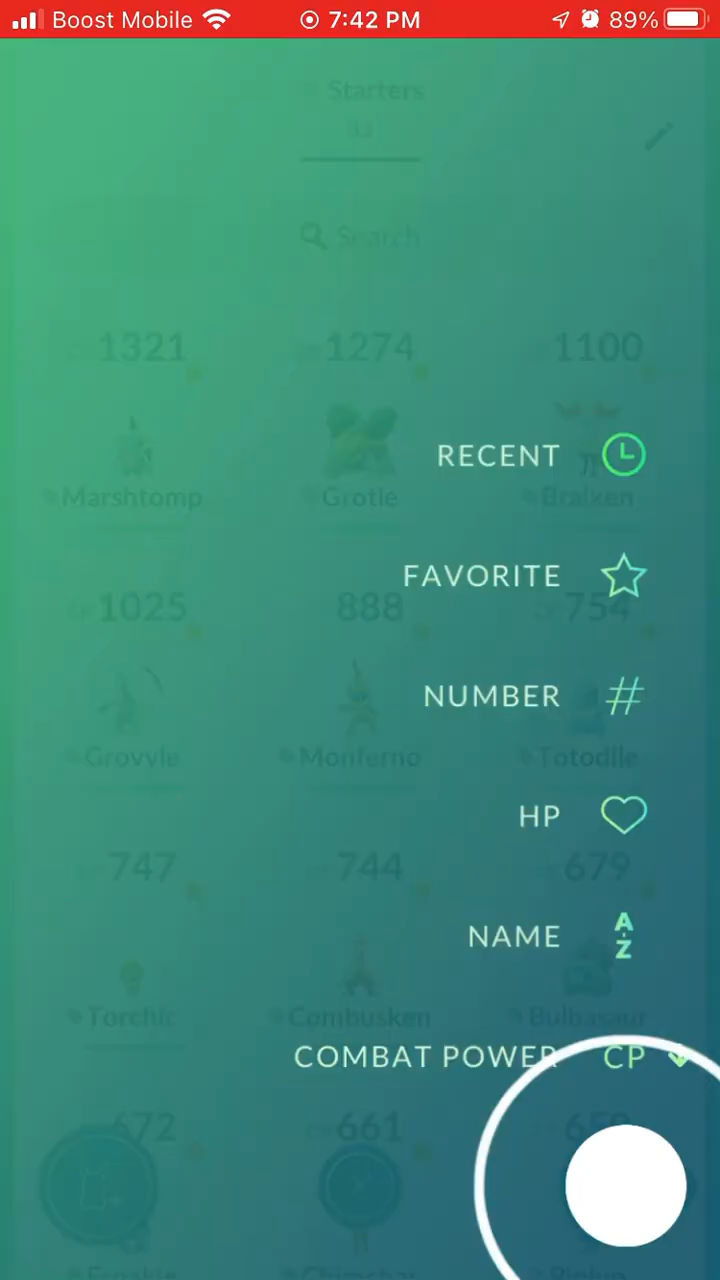 Boost Mobile 7:42 PM 89%
Starters
Search
1321 1274 1100
RECENT
Marshtomp Grotle Braixen
FAVORITE
1025 888 754
NUMBER #
Grovyle Monferno Totodile
HP
747 744 679
NAME A-Z
Torchic Combusken Bulbasaur
COMBAT POWER CP
672 661